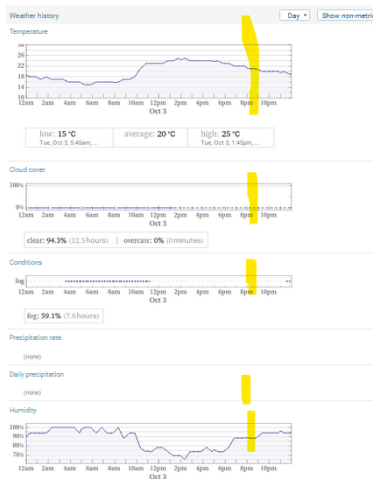 Weather history Day Show non-metric
Temperature
30
26
22
18
14
10
12am 2am 4am 6am 8am 10am 12pm 2pm 4pm 6pm 8pm 10pm
Oct 3
low: 15 °C average: 20 °C high: 25 °C
Tue, Oct 3, 5:45am, ... Tue, Oct 3, 1:45pm, ...
Cloud cover
100%
0%
12am 2am 4am 6am 8am 10am 12pm 2pm 4pm 6pm 8pm 10pm
Oct 3
clear: 94.3% (12.5 hours) | overcast: 0% (0 minutes)
Conditions
fog
12am 2am 4am 6am 8am 10am 12pm 2pm 4pm 6pm 8pm 10pm
Oct 3
fog: 59.1% (7.8 hours)
Precipitation rate
(none)
Daily precipitation
(none)
Humidity
100%
90%
80%
70%
12am 2am 4am 6am 8am 10am 12pm 2pm 4pm 6pm 8pm 10pm
Oct 3